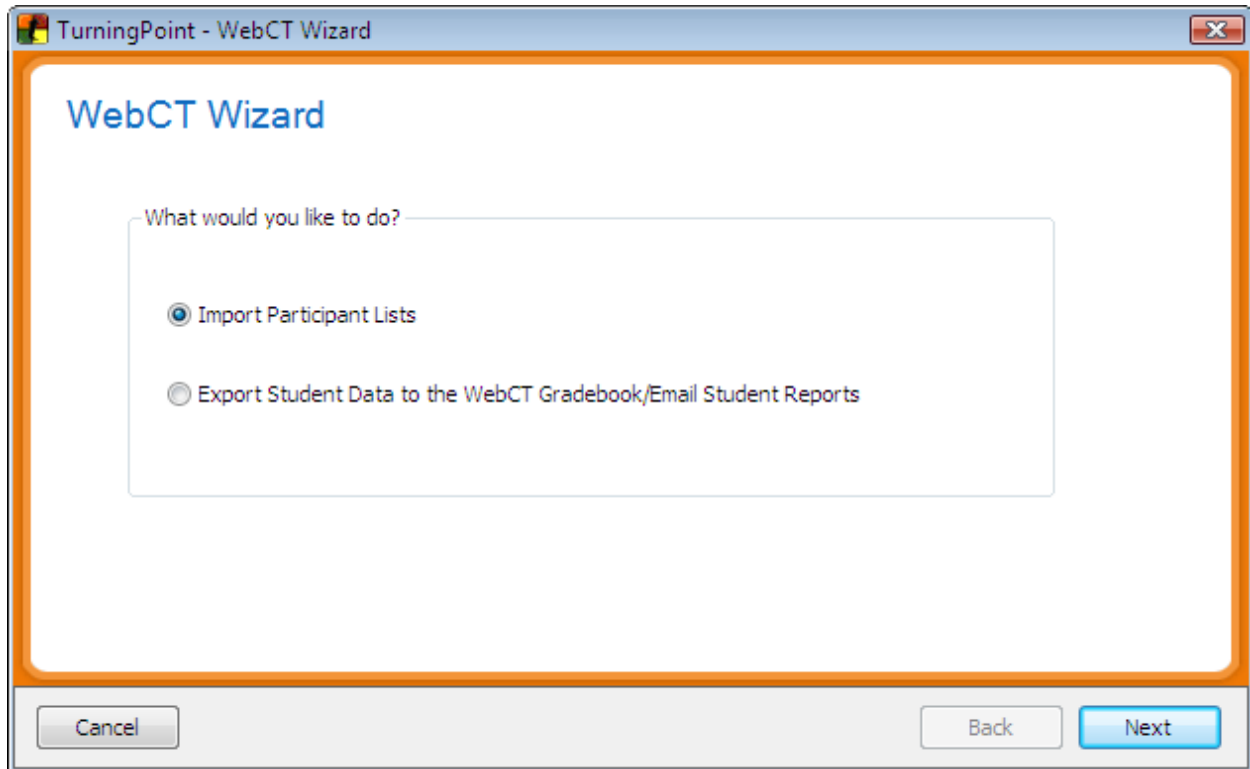 TurningPoint - WebCT Wizard
WebCT Wizard
What would you like to do?
Import Participant Lists
Export Student Data to the WebCT Gradebook/Email Student Reports
Cancel
Back
Next